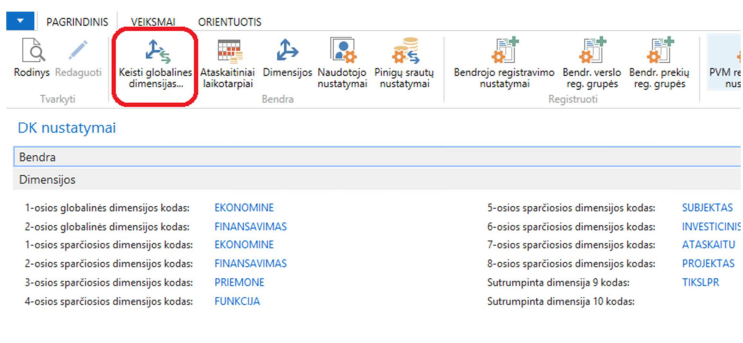 PAGRINDINIS VEIKSMAI ORIENTUOTIS
Rodinys Redaguoti Keisti globalines dimensijas... Ataskaitiniai laikotarpiai Dimensijos Naudotojo nustatymai Pinigų srautų nustatymai Bendrojo registravimo nustatymai Bendr. verslo reg. grupės Bendr. prekių reg. grupės PVM re nus
Tvarkyti Bendra Registruoti
DK nustatymai
Bendra
Dimensijos
1-osios globalinės dimensijos kodas: EKONOMINE 5-osios sparčiosios dimensijos kodas: SUBJEKTAS
2-osios globalinės dimensijos kodas: FINANSAVIMAS 6-osios sparčiosios dimensijos kodas: INVESTICINIS
1-osios sparčiosios dimensijos kodas: EKONOMINE 7-osios sparčiosios dimensijos kodas: ATASKAITU
2-osios sparčiosios dimensijos kodas: FINANSAVIMAS 8-osios sparčiosios dimensijos kodas: PROJEKTAS
3-osios sparčiosios dimensijos kodas: PRIEMONE Sutrumpinta dimensija 9 kodas: TIKSLPR
4-osios sparčiosios dimensijos kodas: FUNKCIJA Sutrumpinta dimensija 10 kodas: